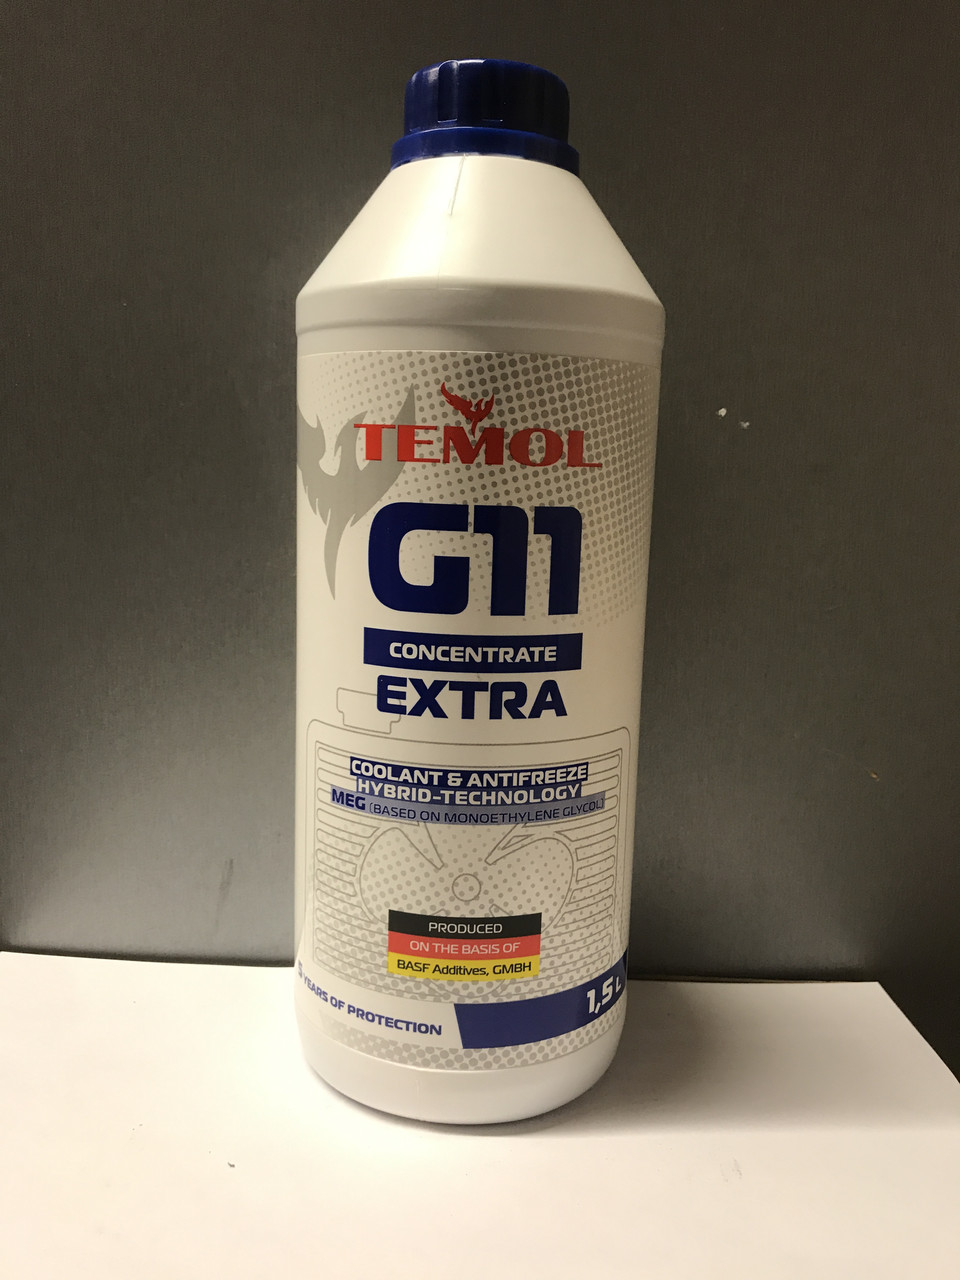 TEMOL
G11
CONCENTRATE
EXTRA
COOLANT & ANTIFREEZE
HYBRID-TECHNOLOGY
MEG (BASED ON MONOETHYLENE GLYCOL)
PRODUCED
ON THE BASIS OF
BASF Additives, GMBH
YEARS OF PROTECTION
1,5 L